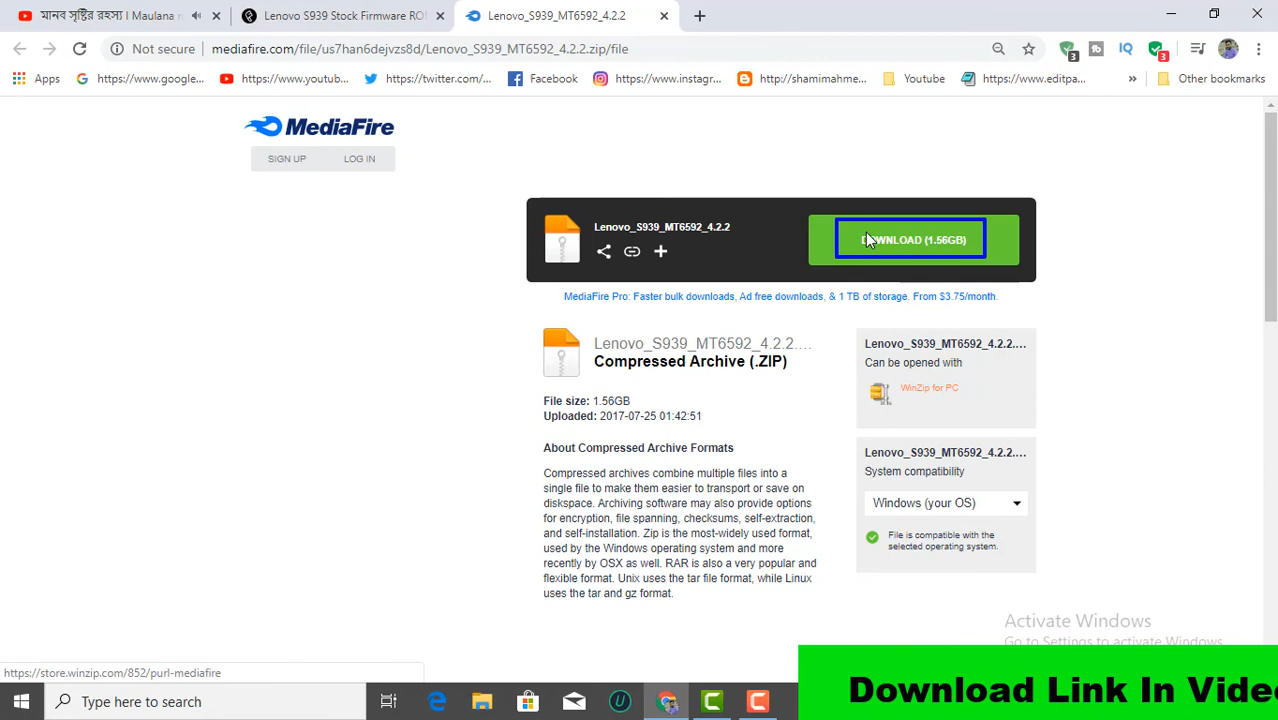 মানব সৃষ্টির রহস্য l Maulana
Lenovo S939 Stock Firmware RO
Lenovo_S939_MT6592_4.2.2
Not secure
mediafire.com/file/us7han6dejvzs8d/Lenovo_S939_MT6592_4.2.2.zip/file
3
IQ
3
Apps
https://www.google...
https://www.youtub...
https://twitter.com/...
Facebook
https://www.instagr...
http://shamimahme...
Youtube
https://www.editpa...
»
Other bookmarks
MediaFire
SIGN UP
LOG IN
Lenovo_S939_MT6592_4.2.2
DOWNLOAD (1.56GB)
MediaFire Pro: Faster bulk downloads, Ad free downloads, & 1 TB of storage. From $3.75/month.
Lenovo_S939_MT6592_4.2.2....
Compressed Archive (.ZIP)
File size: 1.56GB
Uploaded: 2017-07-25 01:42:51
About Compressed Archive Formats
Compressed archives combine multiple files into a
single file to make them easier to transport or save on
diskspace. Archiving software may also provide options
for encryption, file spanning, checksums, self-extraction,
and self-installation. Zip is the most-widely used format,
used by the Windows operating system and more
recently by OSX as well. RAR is also a very popular and
flexible format. Unix uses the tar file format, while Linux
uses the tar and gz format.
Lenovo_S939_MT6592_4.2.2....
Can be opened with
WinZip for PC
Lenovo_S939_MT6592_4.2.2....
System compatibility
Windows (your OS)
File is compatible with the
selected operating system.
Activate Windows
Go to Settings to activate Windows.
https://store.winzip.com/852/purl-mediafire
Type here to search
Download Link In Video